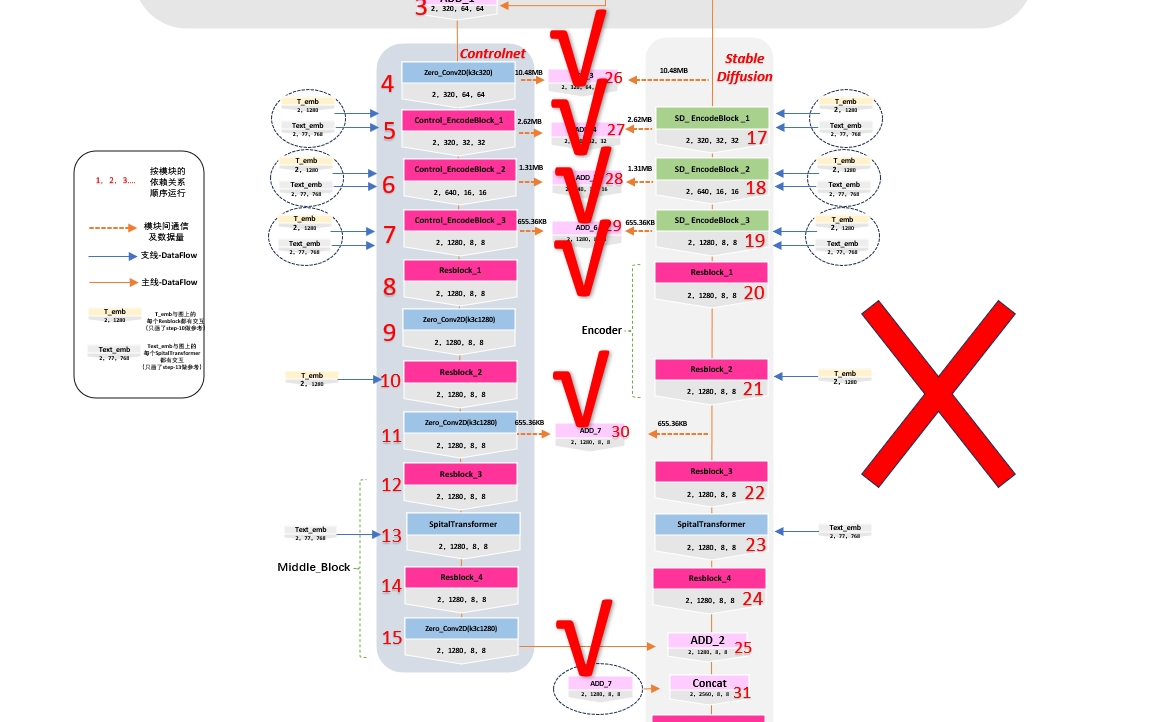 ADD_1
3
2, 320, 64, 64
Controlnet
Stable
Diffusion
4
Zero_Conv2D(k3c320)
2, 320, 64, 64
10.48MB
26
10.48MB
T_emb
2, 1280
Text_emb
2, 77, 768
5
Control_EncodeBlock_1
2, 320, 32, 32
2.62MB
27
2.62MB
SD_ EncodeBlock _1
2, 320, 32, 32
17
T_emb
2, 1280
Text_emb
2, 77, 768
T_emb
2, 1280
Text_emb
2, 77, 768
6
Control_EncodeBlock _2
2, 640, 16, 16
1.31MB
28
1.31MB
SD_ EncodeBlock _2
2, 640, 16, 16
18
T_emb
2, 1280
Text_emb
2, 77, 768
T_emb
2, 1280
Text_emb
2, 77, 768
7
Control_EncodeBlock _3
2, 1280, 8, 8
655.36KB
ADD_6
29
2, 1280, 8, 8
655.36KB
SD_ EncodeBlock _3
2, 1280, 8, 8
19
T_emb
2, 1280
Text_emb
2, 77, 768
1, 2, 3....
按模块的
依赖关系
顺序运行
模块间通信
及数据量
支线-DataFlow
主线-DataFlow
T_emb
2, 1280
T_emb与图上的
每个Resblock都有交互
(只画了step-10做参考)
Text_emb
2, 77, 768
Text_emb与图上的
每个SpitalTransformer
都有交互
(只画了step-13做参考)
8
Resblock_1
2, 1280, 8, 8
Resblock_1
2, 1280, 8, 8
20
9
Zero_Conv2D(k3c1280)
2, 1280, 8, 8
Encoder
T_emb
2, 1280
10
Resblock_2
2, 1280, 8, 8
Resblock_2
2, 1280, 8, 8
21
T_emb
2, 1280
11
Zero_Conv2D(k3c1280)
2, 1280, 8, 8
655.36KB
ADD_7
30
2, 1280, 8, 8
655.36KB
12
Resblock_3
2, 1280, 8, 8
Resblock_3
2, 1280, 8, 8
22
Text_emb
2, 77, 768
13
SpitalTransformer
2, 1280, 8, 8
SpitalTransformer
2, 1280, 8, 8
23
Text_emb
2, 77, 768
Middle_Block
14
Resblock_4
2, 1280, 8, 8
Resblock_4
2, 1280, 8, 8
24
15
Zero_Conv2D(k3c1280)
2, 1280, 8, 8
ADD_2
2, 1280, 8, 8
25
ADD_7
2, 1280, 8, 8
Concat
2, 2560, 8, 8
31